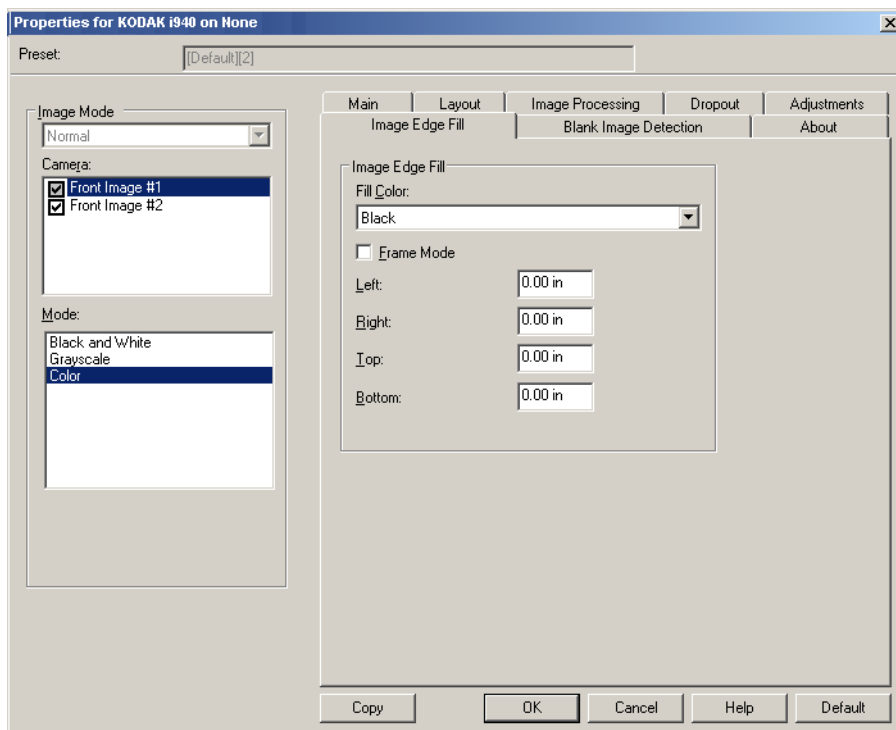 Properties for KODAK i940 on None
Preset:
[Default][2]
Image Mode
Normal
Camera:
Front Image #1
Front Image #2
Mode:
Black and White
Grayscale
Color
Main
Layout
Image Processing
Dropout
Adjustments
Image Edge Fill
Blank Image Detection
About
Image Edge Fill
Fill Color:
Black
Frame Mode
Left:
0.00 in
Right:
0.00 in
Top:
0.00 in
Bottom:
0.00 in
Copy
OK
Cancel
Help
Default